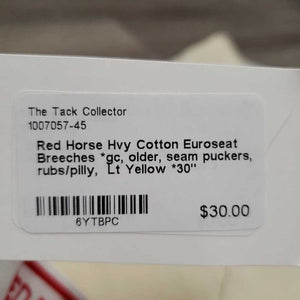 The Tack Collector
1007057-45
Red Horse Hvy Cotton Euroseat
Breeches *gc, older, seam puckers,
rubs/pilly, Lt Yellow *30"
6YTBPC
$30.00